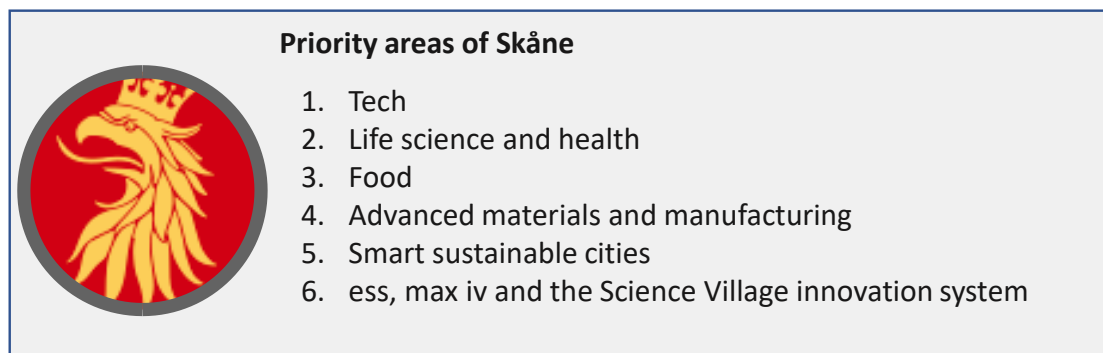 Priority areas of Skåne
1. Tech
2. Life science and health
3. Food
4. Advanced materials and manufacturing
5. Smart sustainable cities
6. ess, max iv and the Science Village innovation system